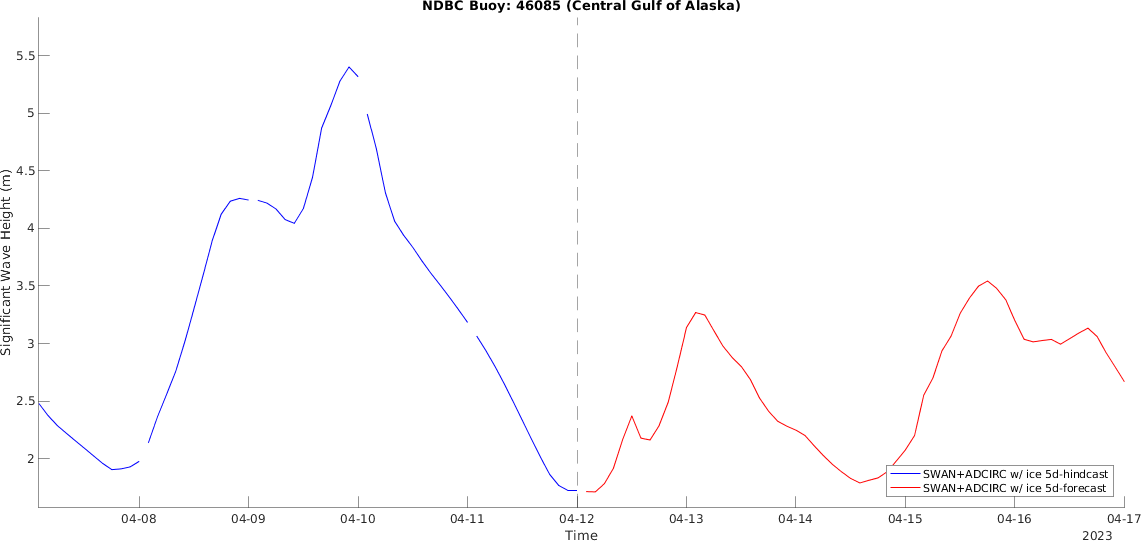 NDBC Buoy: 46085 (Central Gulf of Alaska)
Significant Wave Height (m)
5.5
5
4.5
4
3.5
3
2.5
2
SWAN+ADCIRC w/ ice 5d-hindcast
SWAN+ADCIRC w/ ice 5d-forecast
04-08 04-09 04-10 04-11 04-12 04-13 04-14 04-15 04-16 04-17
Time
2023